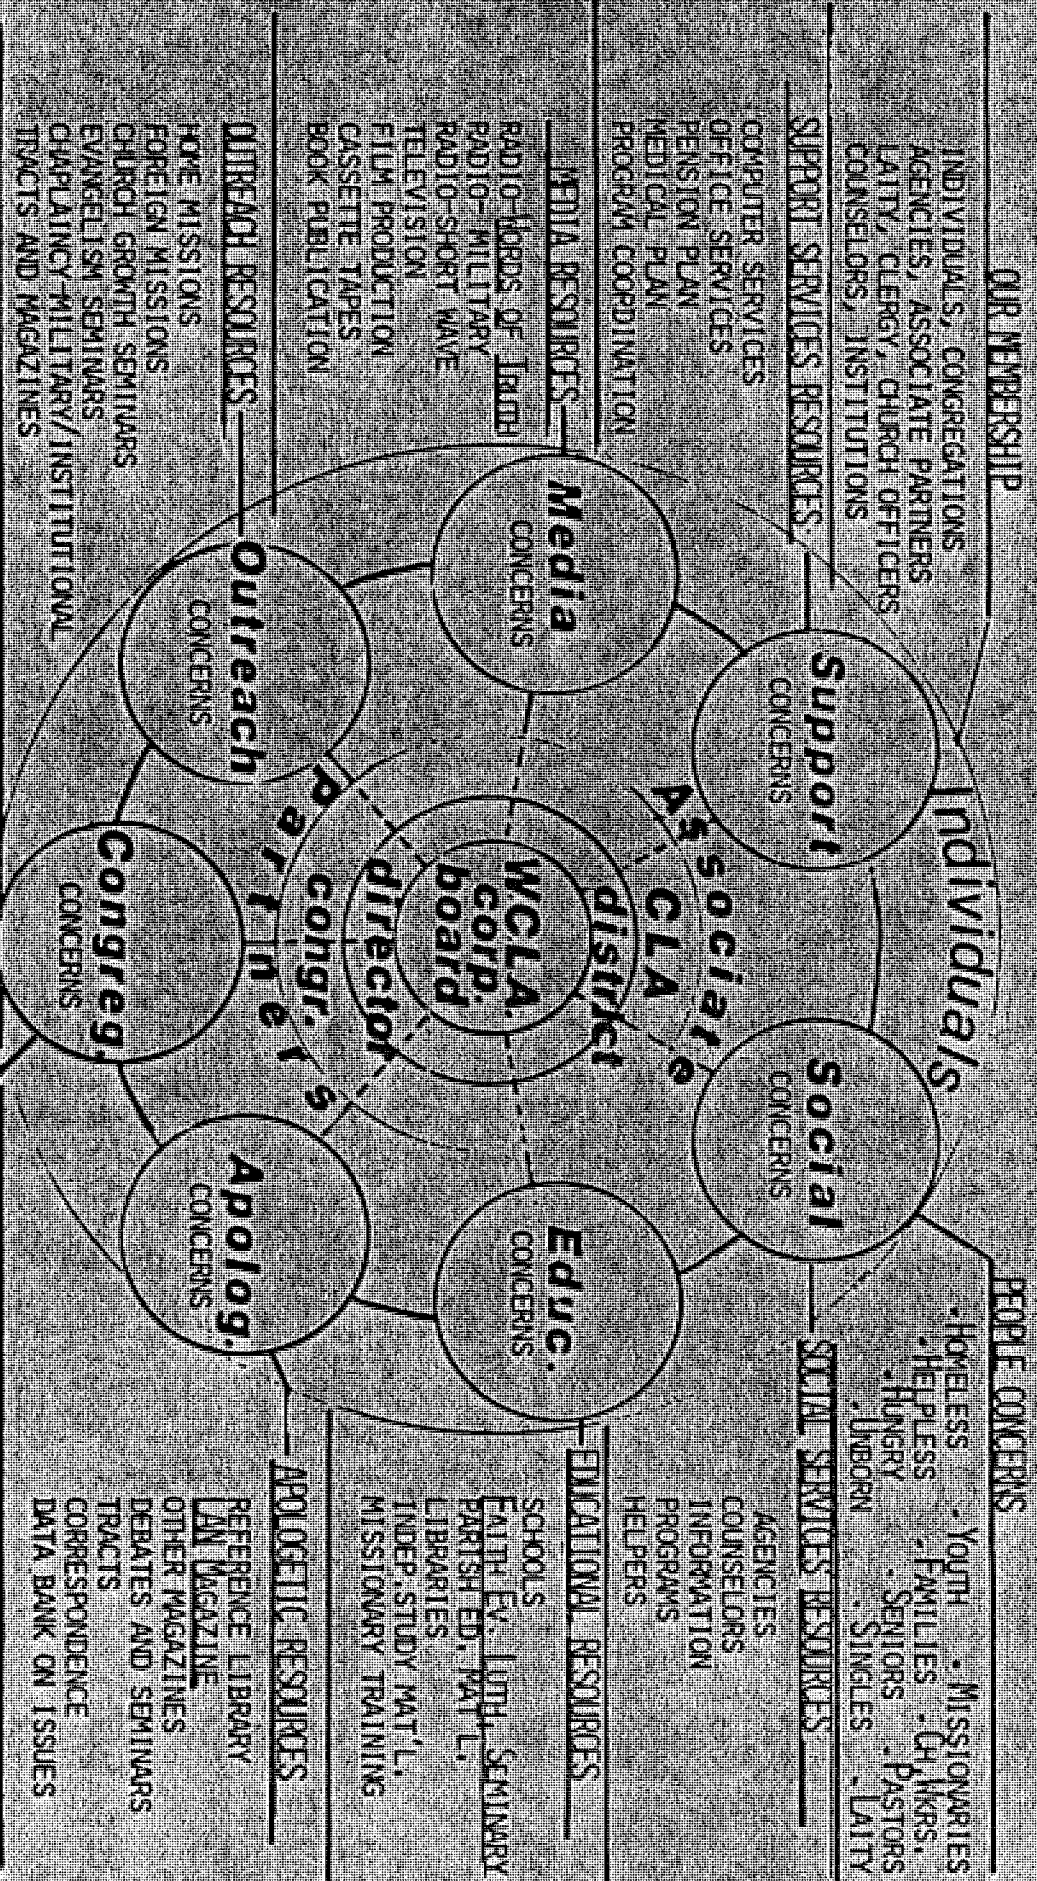 OUR MEMBERSHIP
INDIVIDUALS, CONGREGATIONS
AGENCIES, ASSOCIATE PARTNERS
LAITY, CLERGY, CHURCH OFFICERS
COUNSELORS, INSTITUTIONS
SUPPORT SERVICES RESOURCES
COMPUTER SERVICES
OFFICE SERVICES
PENSION PLAN
MEDICAL PLAN
PROGRAM COORDINATION
MEDIA RESOURCES
RADIO-WORDS OF TRUTH
RADIO- MILITARY
RADIO-SHORT WAVE
TELEVISION
FILM PRODUCTION
CASSETTE TAPES
BOOK PUBLICATION
OUTREACH RESOURCES
HOME MISSIONS
FOREIGN MISSIONS
CHURCH GROWTH SEMINARS
EVANGELISM SEMINARS
CHAPLAINCY-MILITARY/INSTITUTIONAL
TRACTS AND MAGAZINES
Individuals
Support
CONCERNS
Social
CONCERNS
Media
CONCERNS
Educ.
CONCERNS
Outreach
CONCERNS
Apolog.
CONCERNS
Congreg.
CONCERNS
Associate
CLA
district
WCLA
corp.
board
director
congr.
Partners
PEOPLE CONCERNS
·HOMELESS - YOUTH · MISSIONARIES
·HELPLESS - FAMILIES - CH.WKRS.
·HUNGRY · SENIORS - PASTORS
·UNBORN · SINGLES - LAITY
SOCIAL SERVICES RESOURCES
AGENCIES
COUNSELORS
INFORMATION
PROGRAMS
HELPERS
EDUCATIONAL RESOURCES
SCHOOLS
FAITH EV. LUTH. SEMINARY
PARISH ED. MAT'L.
LIBRARIES
INDEP.STUDY MAT'L.
MISSIONARY TRAINING
APOLOGETIC RESOURCES
REFERENCE LIBRARY
LAN MAGAZINE
OTHER MAGAZINES
DEBATES AND SEMINARS
TRACTS
CORRESPONDENCE
DATA BANK ON ISSUES